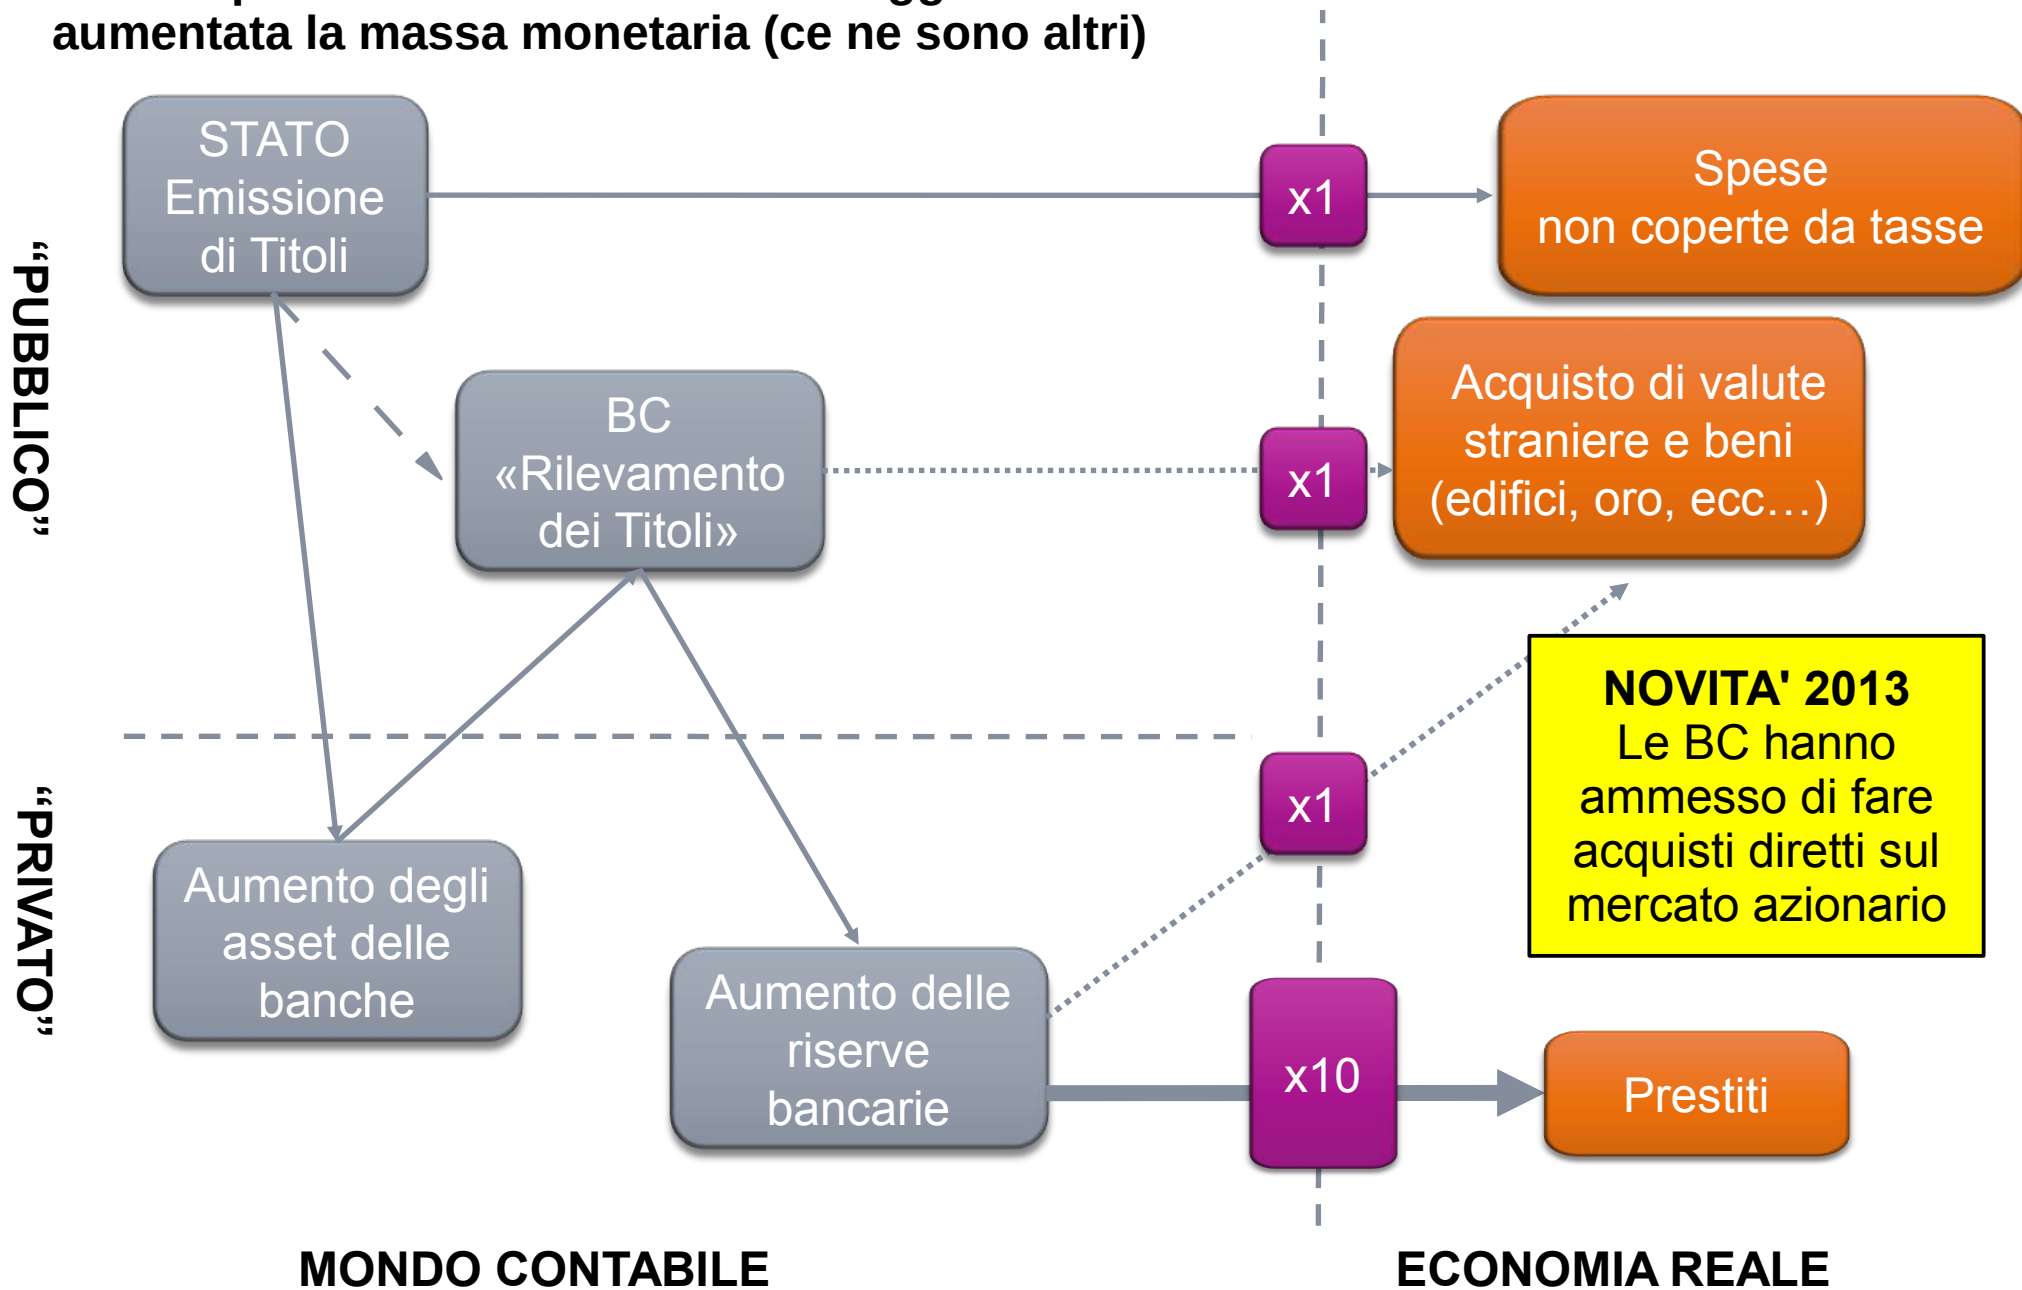 aumentata la massa monetaria (ce ne sono altri)
STATO
Emissione
di Titoli
x1
Spese
non coperte da tasse
“PUBBLICO”
BC
«Rilevamento
dei Titoli»
x1
Acquisto di valute
straniere e beni
(edifici, oro, ecc…)
NOVITA' 2013
Le BC hanno
ammesso di fare
acquisti diretti sul
mercato azionario
x1
“PRIVATO”
Aumento degli
asset delle
banche
Aumento delle
riserve
bancarie
x10
Prestiti
MONDO CONTABILE
ECONOMIA REALE